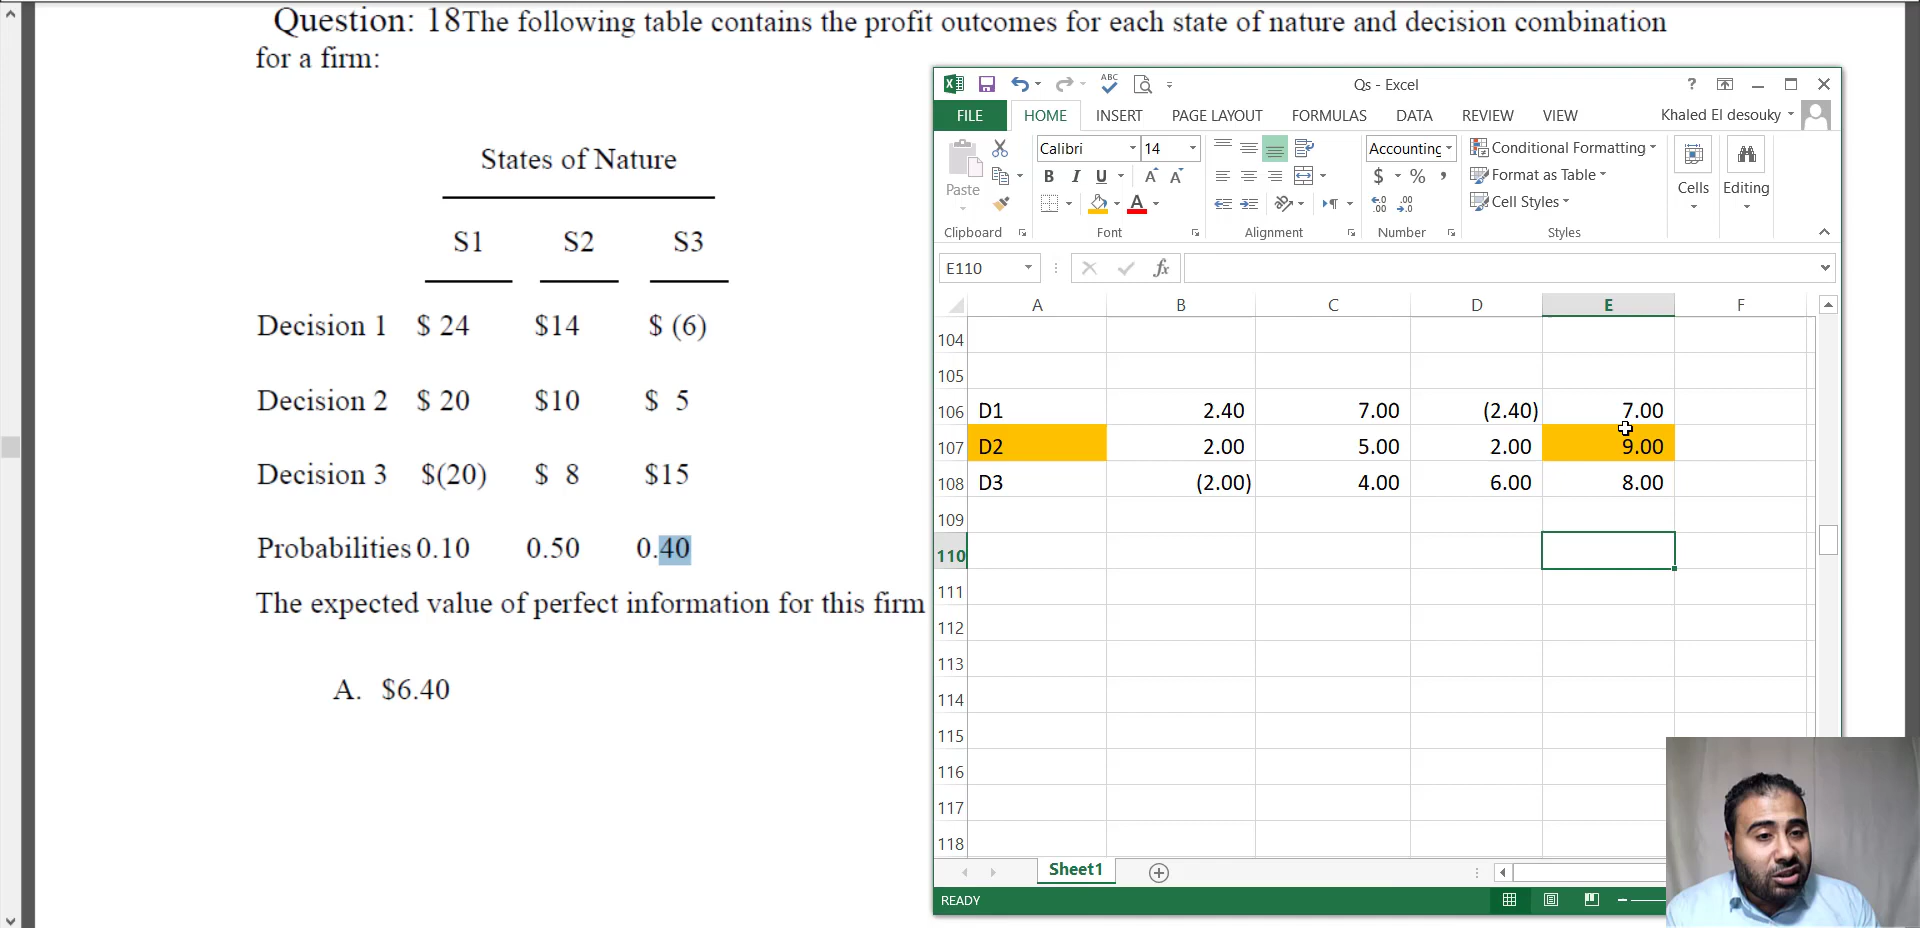 Question: 18The following table contains the profit outcomes for each state of nature and decision combination
for a firm:
States of Nature
S1 S2 S3
Decision 1 $ 24 $14 $ (6)
Decision 2 $ 20 $10 $ 5
Decision 3 $(20) $ 8 $15
Probabilities 0.10 0.50 0.40
The expected value of perfect information for this firm
A. $6.40
Qs - Excel
FILE HOME INSERT PAGE LAYOUT FORMULAS DATA REVIEW VIEW Khaled El desouky
Paste
Calibri 14
B I U A A
A
Accounting
$ % ,
.00 .00
Conditional Formatting
Format as Table
Cell Styles
Cells
Editing
Clipboard Font Alignment Number Styles
E110 fx
A B C D E F
104
105
106 D1 2.40 7.00 (2.40) 7.00
107 D2 2.00 5.00 2.00 9.00
108 D3 (2.00) 4.00 6.00 8.00
109
110
111
112
113
114
115
116
117
118
Sheet1
READY